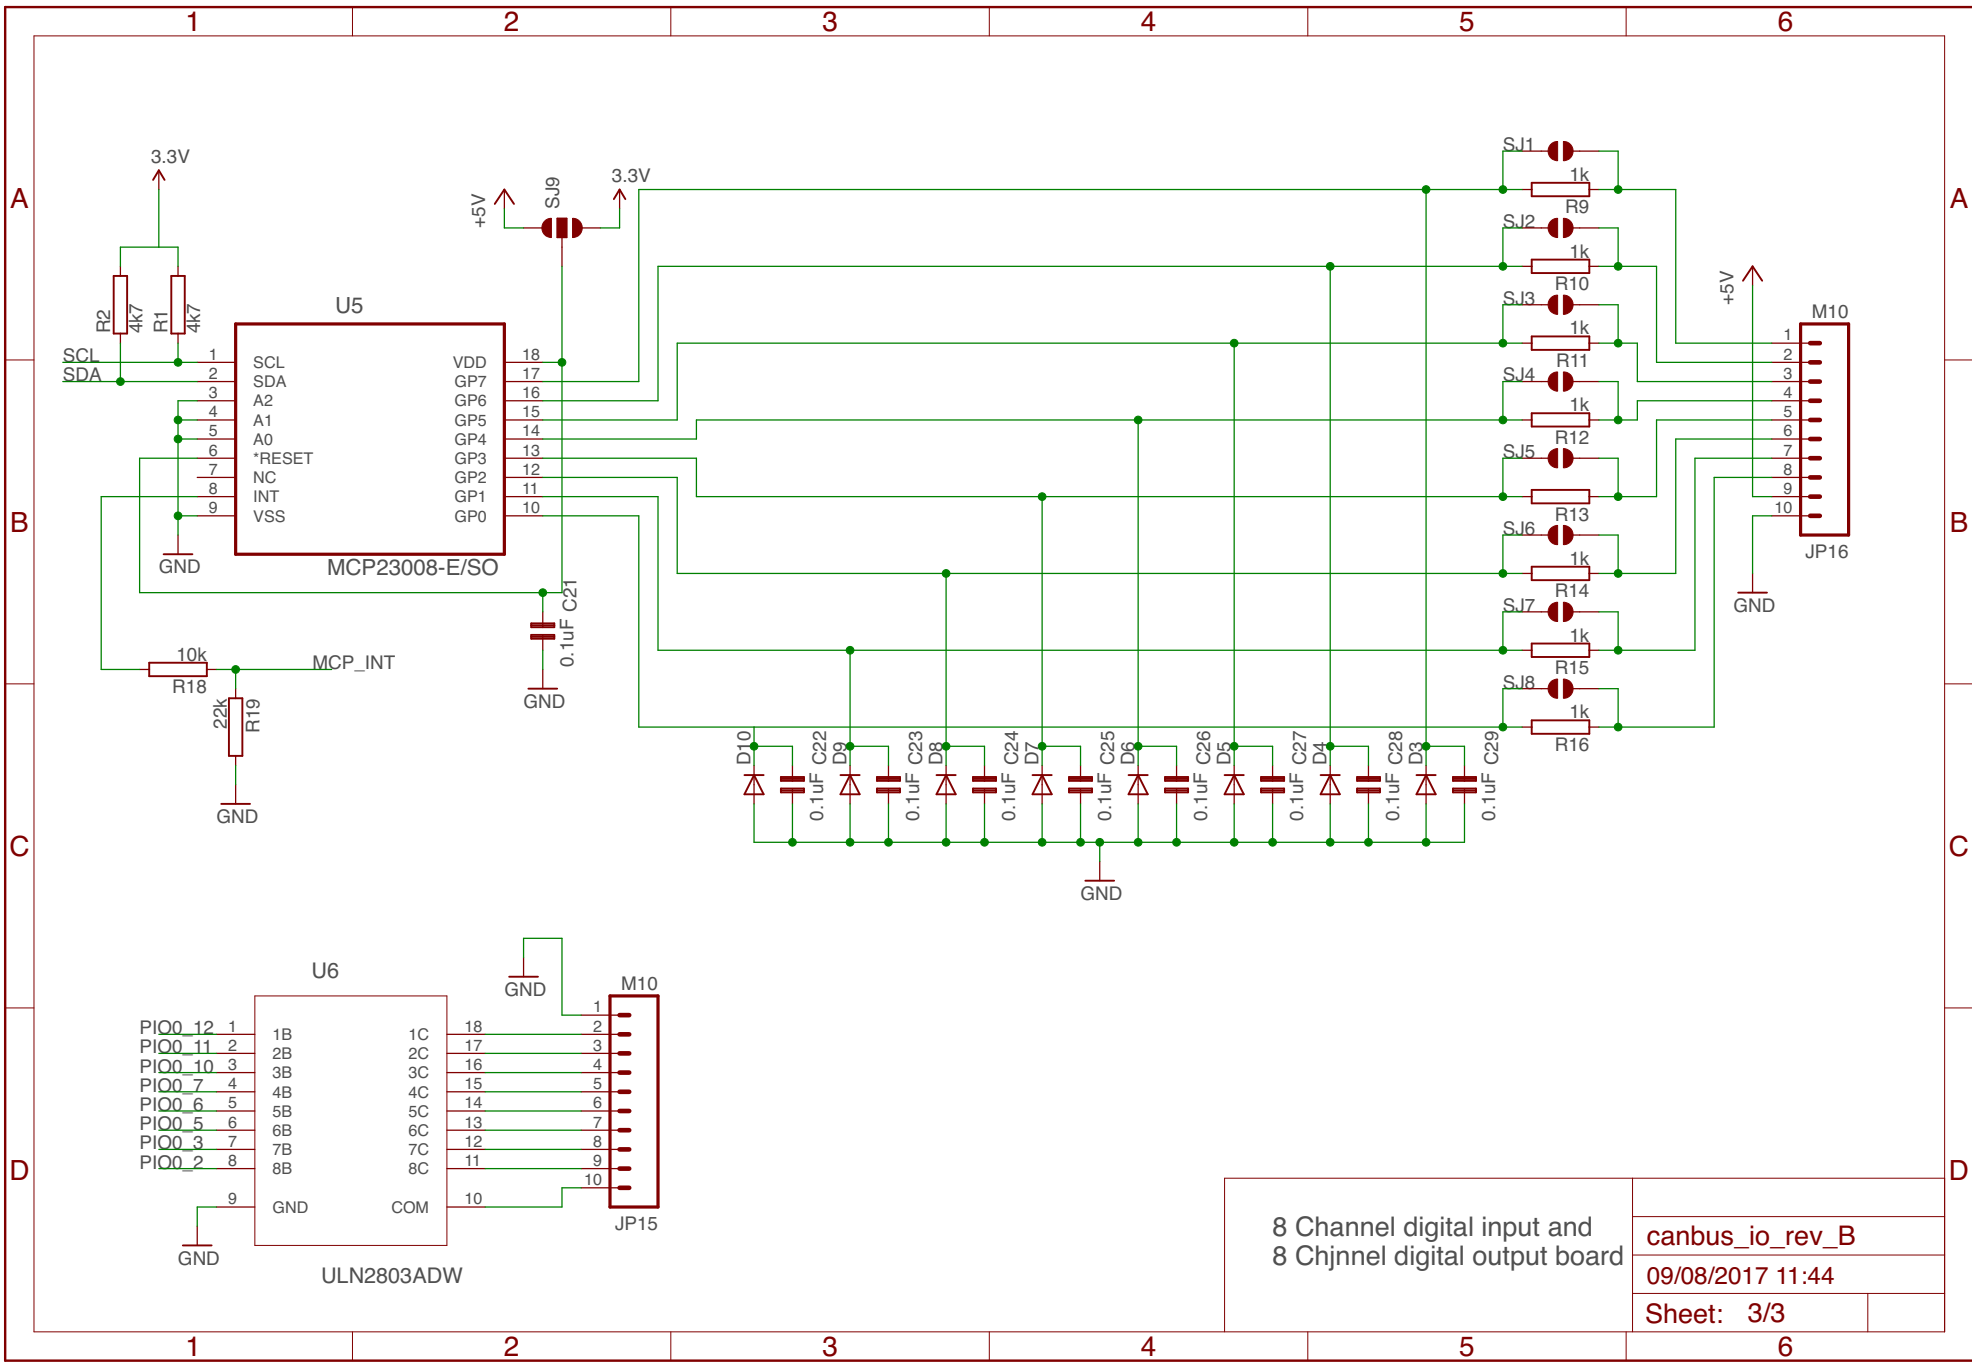 1 2 3 4 5 6
A
B
C
D
A
B
C
D
3.3V
R2
4k7
R1
4k7
SCL
SDA
U5
1 SCL
2 SDA
3 A2
4 A1
5 A0
6 *RESET
7 NC
8 INT
9 VSS
VDD 18
GP7 17
GP6 16
GP5 15
GP4 14
GP3 13
GP2 12
GP1 11
GP0 10
MCP23008-E/SO
GND
+5V
SJ9
3.3V
C21
0.1uF
GND
10k
R18
MCP_INT
22k
R19
GND
SJ1
1k
R9
SJ2
1k
R10
SJ3
1k
R11
SJ4
1k
R12
SJ5
R13
SJ6
1k
R14
SJ7
1k
R15
SJ8
1k
R16
+5V
M10
1
2
3
4
5
6
7
8
9
10
JP16
GND
D10
C22
0.1uF
D9
C23
0.1uF
D8
C24
0.1uF
D7
C25
0.1uF
D6
C26
0.1uF
D5
C27
0.1uF
D4
C28
0.1uF
D3
C29
0.1uF
GND
U6
PIO0_12 1 1B
PIO0_11 2 2B
PIO0_10 3 3B
PIO0_7 4 4B
PIO0_6 5 5B
PIO0_5 6 6B
PIO0_3 7 7B
PIO0_2 8 8B
9 GND
1C 18
2C 17
3C 16
4C 15
5C 14
6C 13
7C 12
8C 11
COM 10
GND
ULN2803ADW
GND
M10
1
2
3
4
5
6
7
8
9
10
JP15
8 Channel digital input and
8 Chjnnel digital output board
canbus_io_rev_B
09/08/2017 11:44
Sheet: 3/3
1 2 3 4 5 6